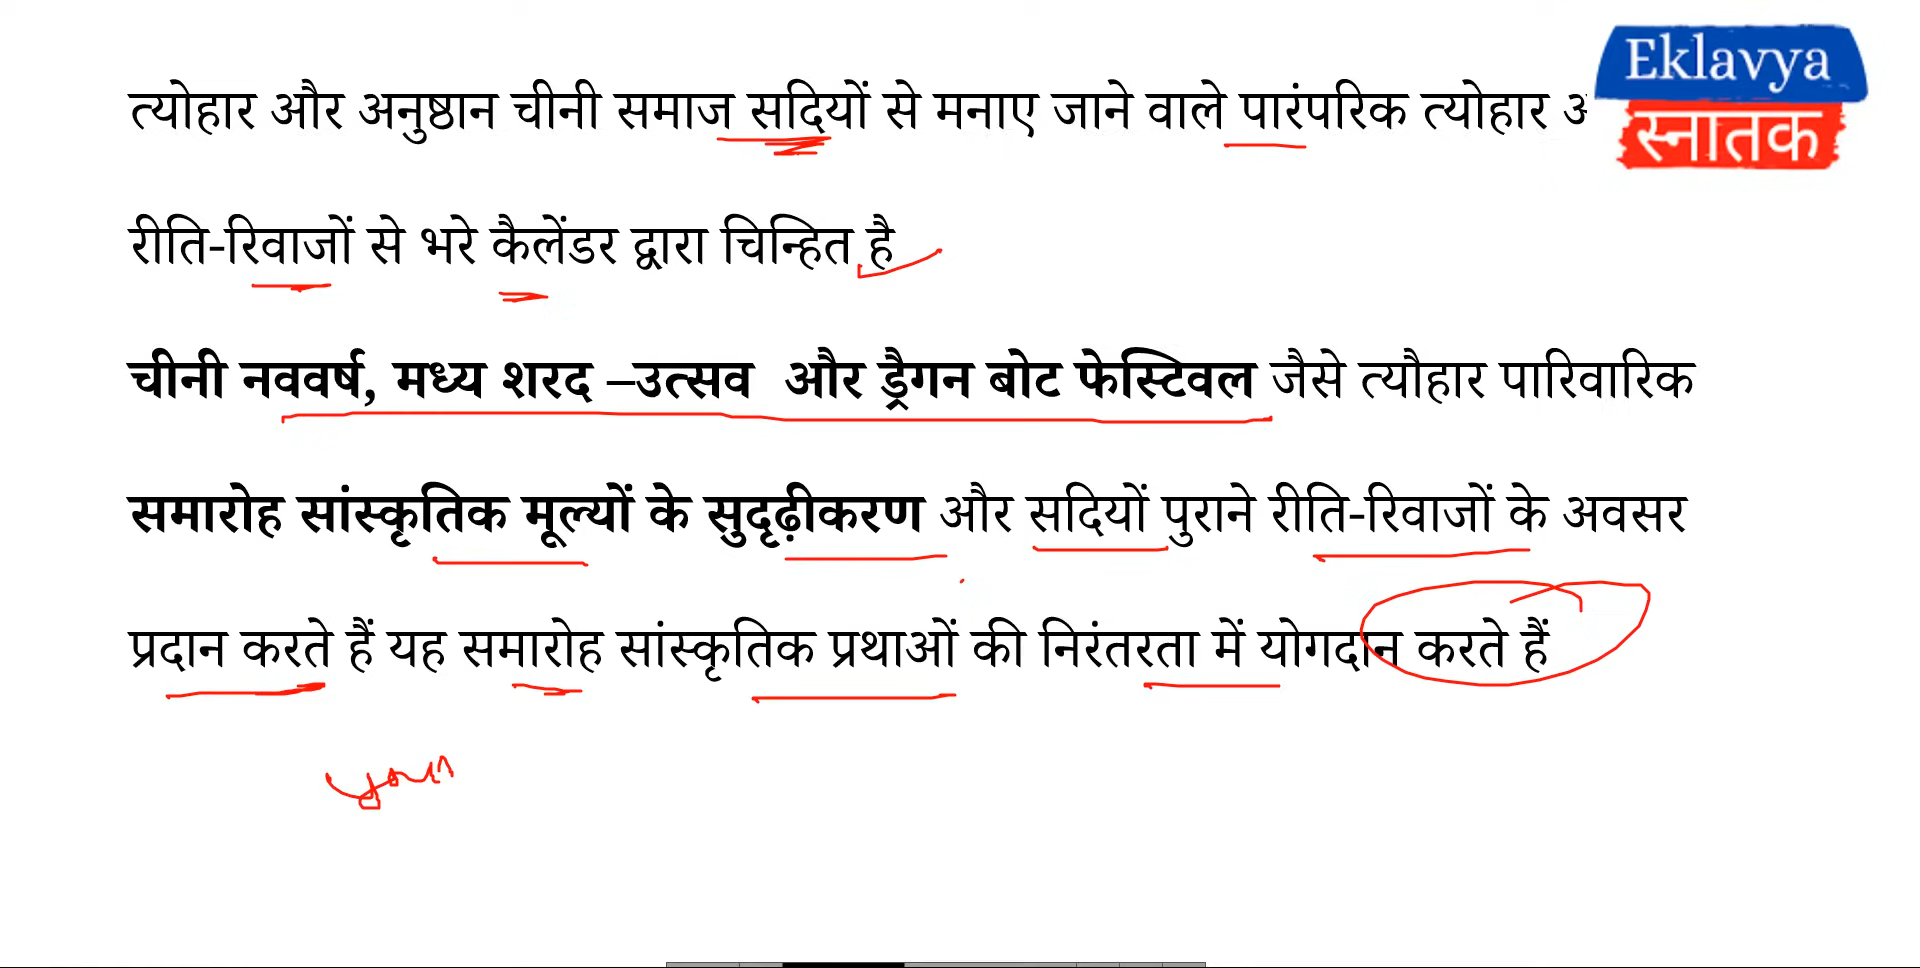 त्योहार और अनुष्ठान चीनी समाज सदियों से मनाए जाने वाले पारंपरिक त्योहार
Eklavya
स्नातक
रीति-रिवाजों से भरे कैलेंडर द्वारा चिन्हित है
चीनी नववर्ष, मध्य शरद –उत्सव और ड्रैगन बोट फेस्टिवल जैसे त्यौहार पारिवारिक
समारोह सांस्कृतिक मूल्यों के सुदृढ़ीकरण और सदियों पुराने रीति-रिवाजों के अवसर
प्रदान करते हैं यह समारोह सांस्कृतिक प्रथाओं की निरंतरता में योगदान करते हैं